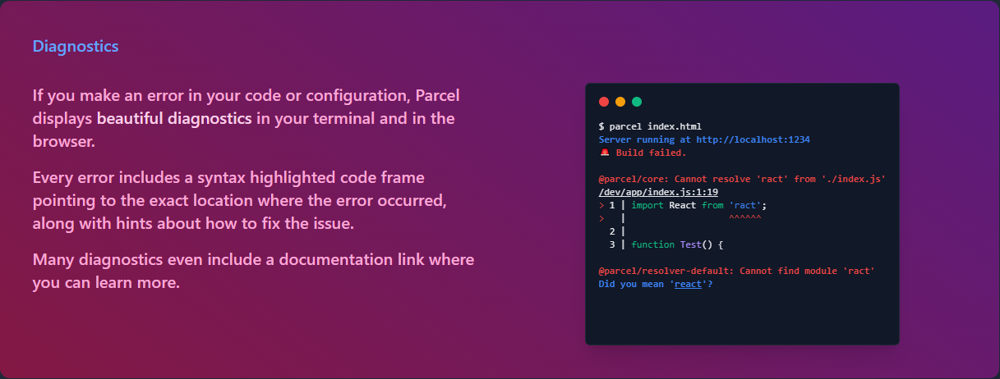 Diagnostics
If you make an error in your code or configuration, Parcel
displays beautiful diagnostics in your terminal and in the
browser.
Every error includes a syntax highlighted code frame
pointing to the exact location where the error occurred,
along with hints about how to fix the issue.
Many diagnostics even include a documentation link where
you can learn more.
$ parcel index.html
Server running at http://localhost:1234
🚨 Build failed.
@parcel/core: Cannot resolve 'ract' from './index.js'
/dev/app/index.js:1:19
> 1 | import React from 'ract';
>   |                   ^^^^^^
  2 |
  3 | function Test() {
@parcel/resolver-default: Cannot find module 'ract'
Did you mean 'react'?